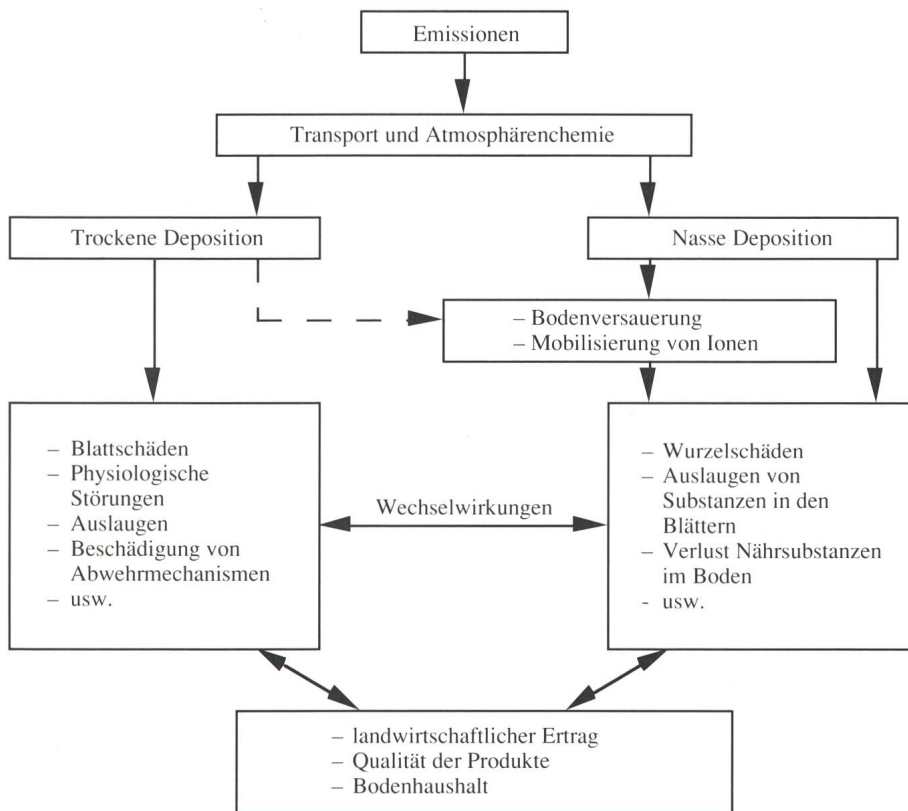 Emissionen
Transport und Atmosphärenchemie
Trockene Deposition
Nasse Deposition
– Bodenversauerung
– Mobilisierung von Ionen
– Blattschäden
– Physiologische
Störungen
– Auslaugen
– Beschädigung von
Abwehrmechanismen
– usw.
Wechselwirkungen
– Wurzelschäden
– Auslaugen von
Substanzen in den
Blättern
– Verlust Nährsubstanzen
im Boden
- usw.
– landwirtschaftlicher Ertrag
– Qualität der Produkte
– Bodenhaushalt